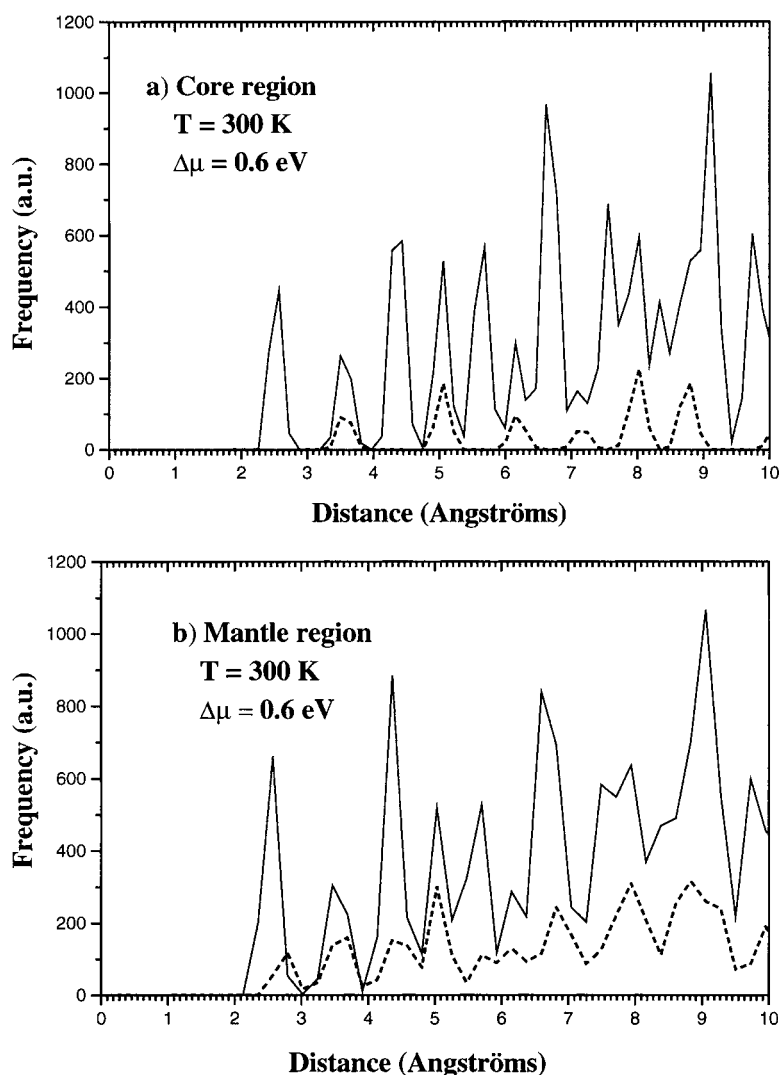 1200
1000
800
600
400
200
0
Frequency (a.u.)
a) Core region
T = 300 K
Δμ = 0.6 eV
0 1 2 3 4 5 6 7 8 9 10
Distance (Angströms)
1200
1000
800
600
400
200
0
Frequency (a.u.)
b) Mantle region
T = 300 K
Δμ = 0.6 eV
0 1 2 3 4 5 6 7 8 9 10
Distance (Angströms)